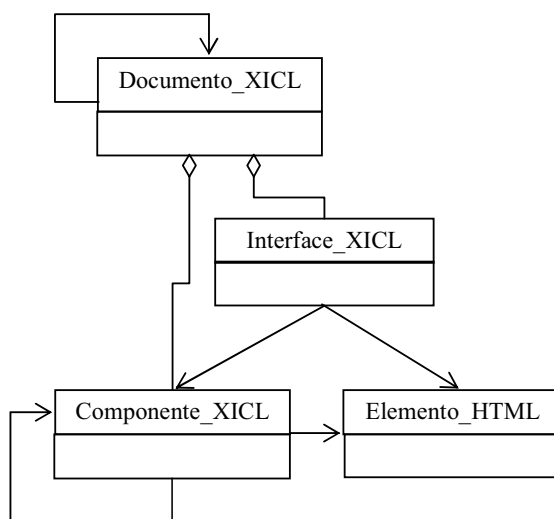 Documento_XICL
Interface_XICL
Componente_XICL
Elemento_HTML